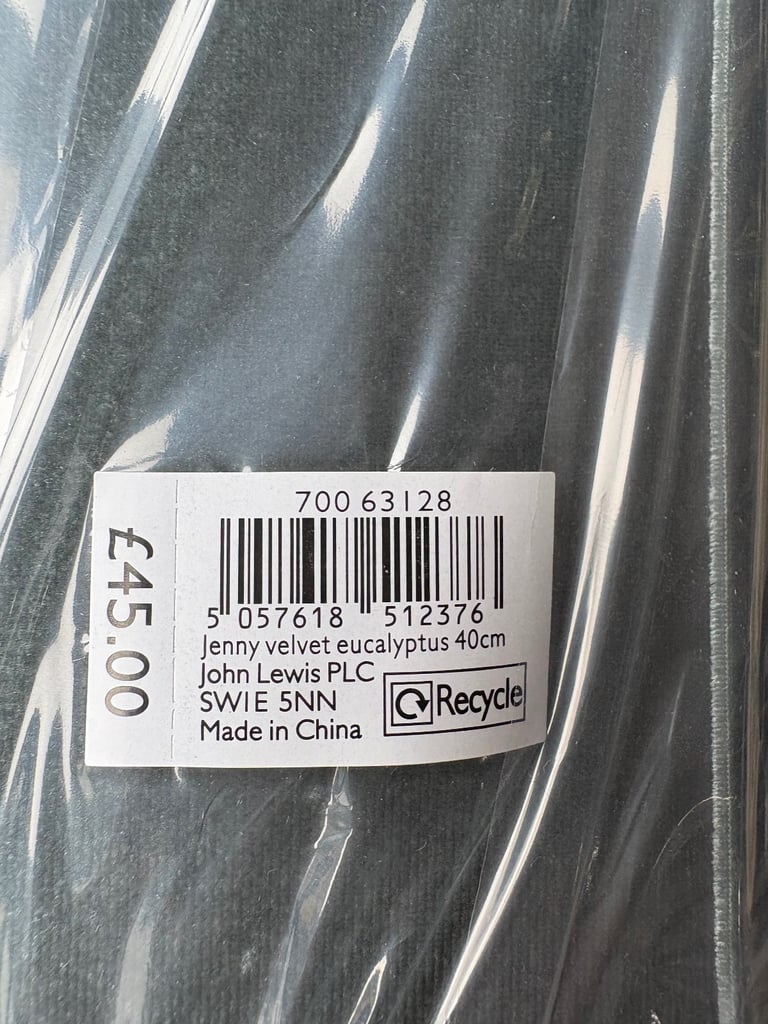 £45.00
700 63128
5 057618 512376
Jenny velvet eucalyptus 40cm
John Lewis PLC
SW1E 5NN
Made in China
Recycle